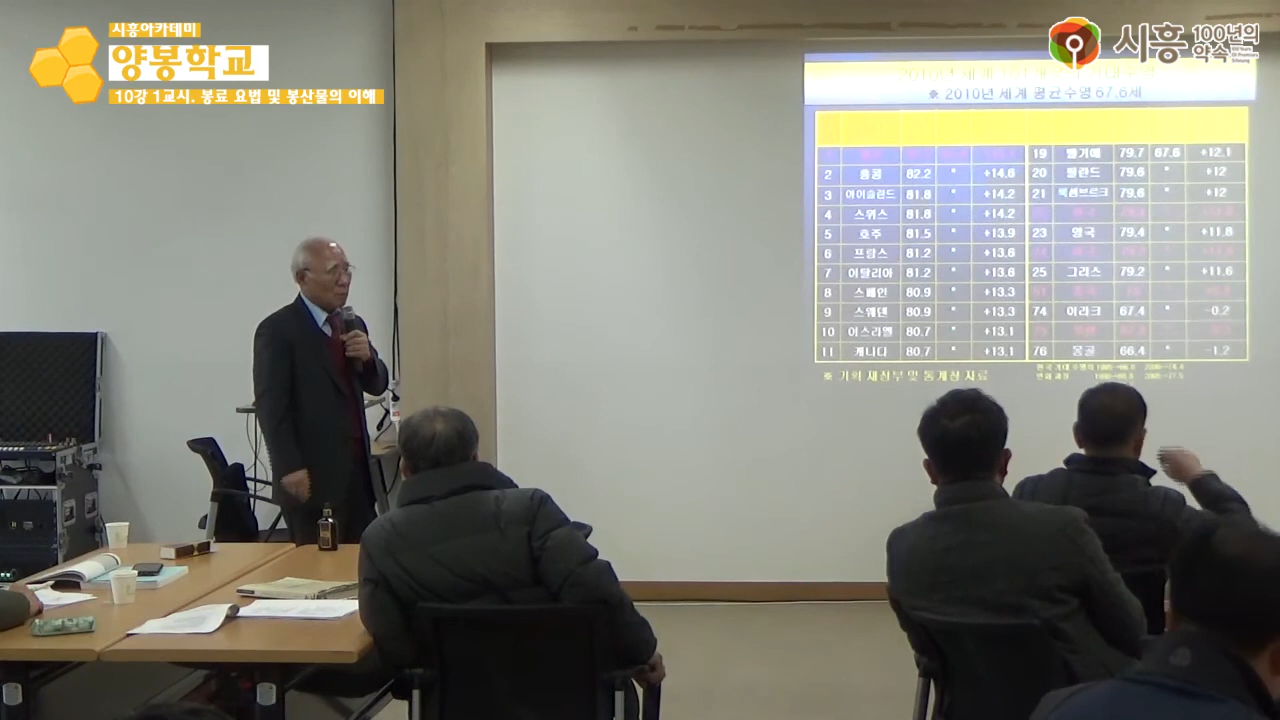 시흥아카데미
양봉학교
10강 1교시. 봉료 요법 및 봉산물의 이해
시흥 100년의 약속
※ 2010년 세계 평균수명 67.6세
19 벨기에 79.7 67.6 +12.1
2 홍콩 82.2 " +14.6 20 핀란드 79.6 " +12
3 아이슬란드 81.8 " +14.2 21 룩셈브르크 79.6 " +12
4 스위스 81.8 " +14.2
5 호주 81.5 " +13.9 23 영국 79.4 " +11.8
6 프랑스 81.2 " +13.6
7 이탈리아 81.2 " +13.6 25 그리스 79.2 " +11.6
8 스페인 80.9 " +13.3
9 스웨덴 80.9 " +13.3 74 이라크 67.4 " -0.2
10 이스라엘 80.7 " +13.1
11 캐나다 80.7 " +13.1 76 몽골 66.4 " -1.2
※ 기획 재정부 및 통계청 자료